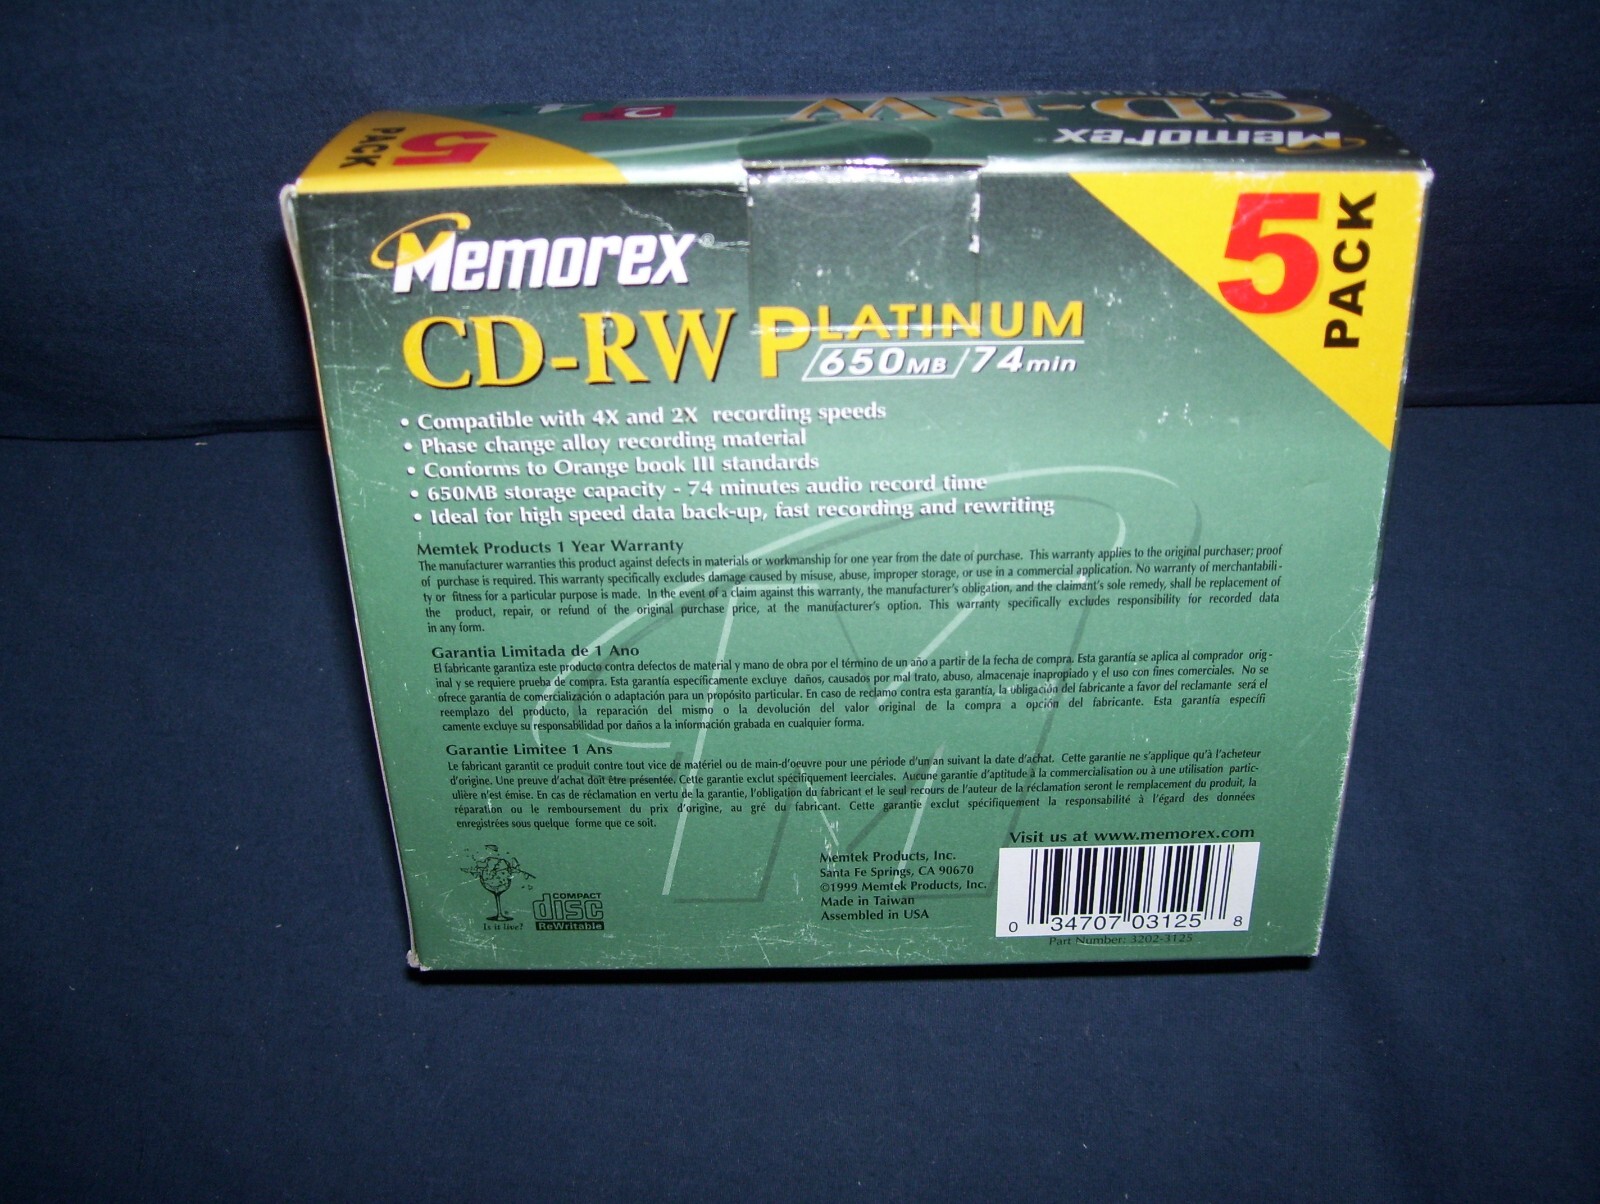 5 PACK
2 4
CD-RW
PLATINUM
Memorex®
Memorex®
CD-RW PLATINUM
650MB/74min
5 PACK
• Compatible with 4X and 2X recording speeds
• Phase change alloy recording material
• Conforms to Orange book III standards
• 650MB storage capacity - 74 minutes audio record time
• Ideal for high speed data back-up, fast recording and rewriting
Memtek Products 1 Year Warranty
The manufacturer warranties this product against defects in materials or workmanship for one year from the date of purchase. This warranty applies to the original purchaser; proof
of purchase is required. This warranty specifically excludes damage caused by misuse, abuse, improper storage, or use in a commercial application. No warranty of merchantabili-
ty or fitness for a particular purpose is made. In the event of a claim against this warranty, the manufacturer's obligation, and the claimant's sole remedy, shall be replacement of
the product, repair, or refund of the original purchase price, at the manufacturer's option. This warranty specifically excludes responsibility for recorded data
in any form.
Garantia Limitada de 1 Ano
El fabricante garantiza este producto contra defectos de material y mano de obra por el término de un año a partir de la fecha de compra. Esta garantía se aplica al comprador orig-
inal y se requiere prueba de compra. Esta garantía específicamente excluye daños, causados por mal trato, abuso, almacenaje inapropiado y el uso con fines comerciales. No se
ofrece garantía de comercialización o adaptación para un propósito particular. En caso de reclamo contra esta garantía, la obligación del fabricante a favor del reclamante será el
reemplazo del producto, la reparación del mismo o la devolución del valor original de la compra a opción del fabricante. Esta garantía específi
camente excluye su responsabilidad por daños a la información grabada en cualquier forma.
Garantie Limitee 1 Ans
Le fabricant garantit ce produit contre tout vice de matériel ou de main-d'oeuvre pour une période d'un an suivant la date d'achat. Cette garantie ne s'applique qu'à l'acheteur
d'origine. Une preuve d'achat doit être présentée. Cette garantie exclut spécifiquement leerciales. Aucune garantie d'aptitude à la commercialisation ou à une utilisation partic-
ulière n'est émise. En cas de réclamation en vertu de la garantie, l'obligation du fabricant et le seul recours de l'auteur de la réclamation seront le remplacement du produit, la
réparation ou le remboursement du prix d'origine, au gré du fabricant. Cette garantie exclut spécifiquement la responsabilité à l'égard des données
enregistrées sous quelque forme que ce soit.
Is it live?
COMPACT
disc
ReWritable
Memtek Products, Inc.
Santa Fe Springs, CA 90670
©1999 Memtek Products, Inc.
Made in Taiwan
Assembled in USA
Visit us at www.memorex.com
0 34707 03125 8
Part Number: 3202-3125